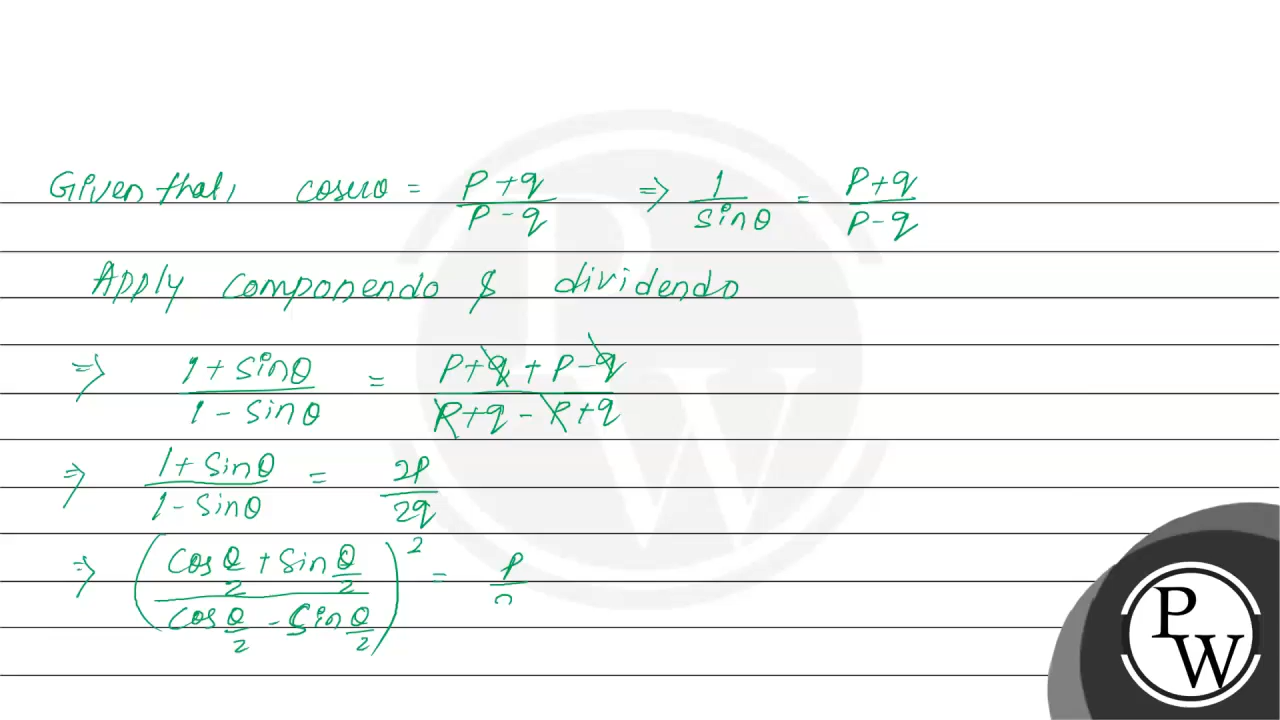 Given that, cosecθ = P+q / P-q ⇒ 1 / sinθ = P+q / P-q
Apply componendo & dividendo
⇒ 1 + sinθ / 1 - sinθ = P+q + P-q / P+q - P+q
⇒ 1 + sinθ / 1 - sinθ = 2P / 2q
⇒ (cos θ/2 + sin θ/2 / cos θ/2 - sin θ/2)² = P /
PW